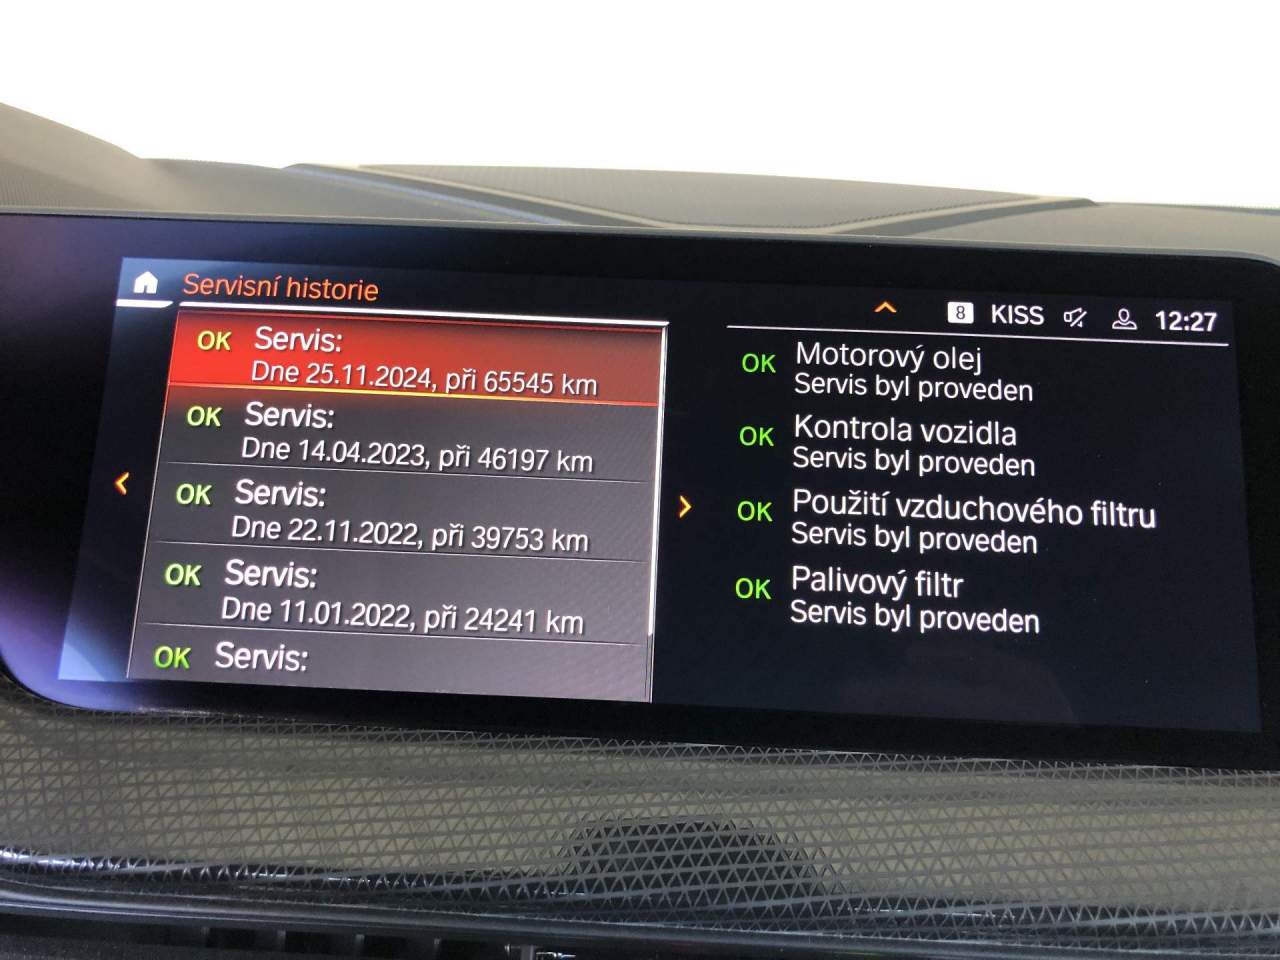 Servisní historie
8 KISS 12:27
OK Servis:
Dne 25.11.2024, při 65545 km
OK Servis:
Dne 14.04.2023, při 46197 km
OK Servis:
Dne 22.11.2022, při 39753 km
OK Servis:
Dne 11.01.2022, při 24241 km
OK Servis:
OK Motorový olej
Servis byl proveden
OK Kontrola vozidla
Servis byl proveden
OK Použití vzduchového filtru
Servis byl proveden
OK Palivový filtr
Servis byl proveden